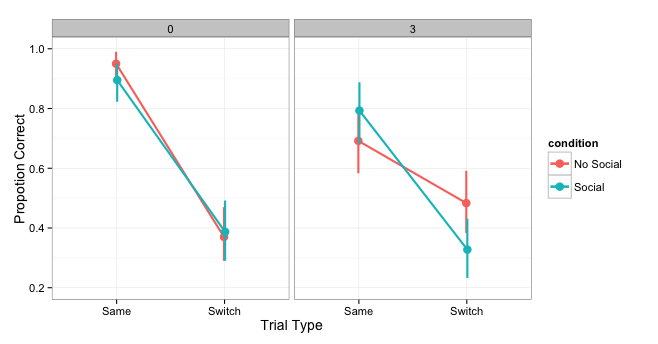 0
3
1.0
0.8
0.6
0.4
0.2
Propotion Correct
Same
Switch
Same
Switch
Trial Type
condition
No Social
Social